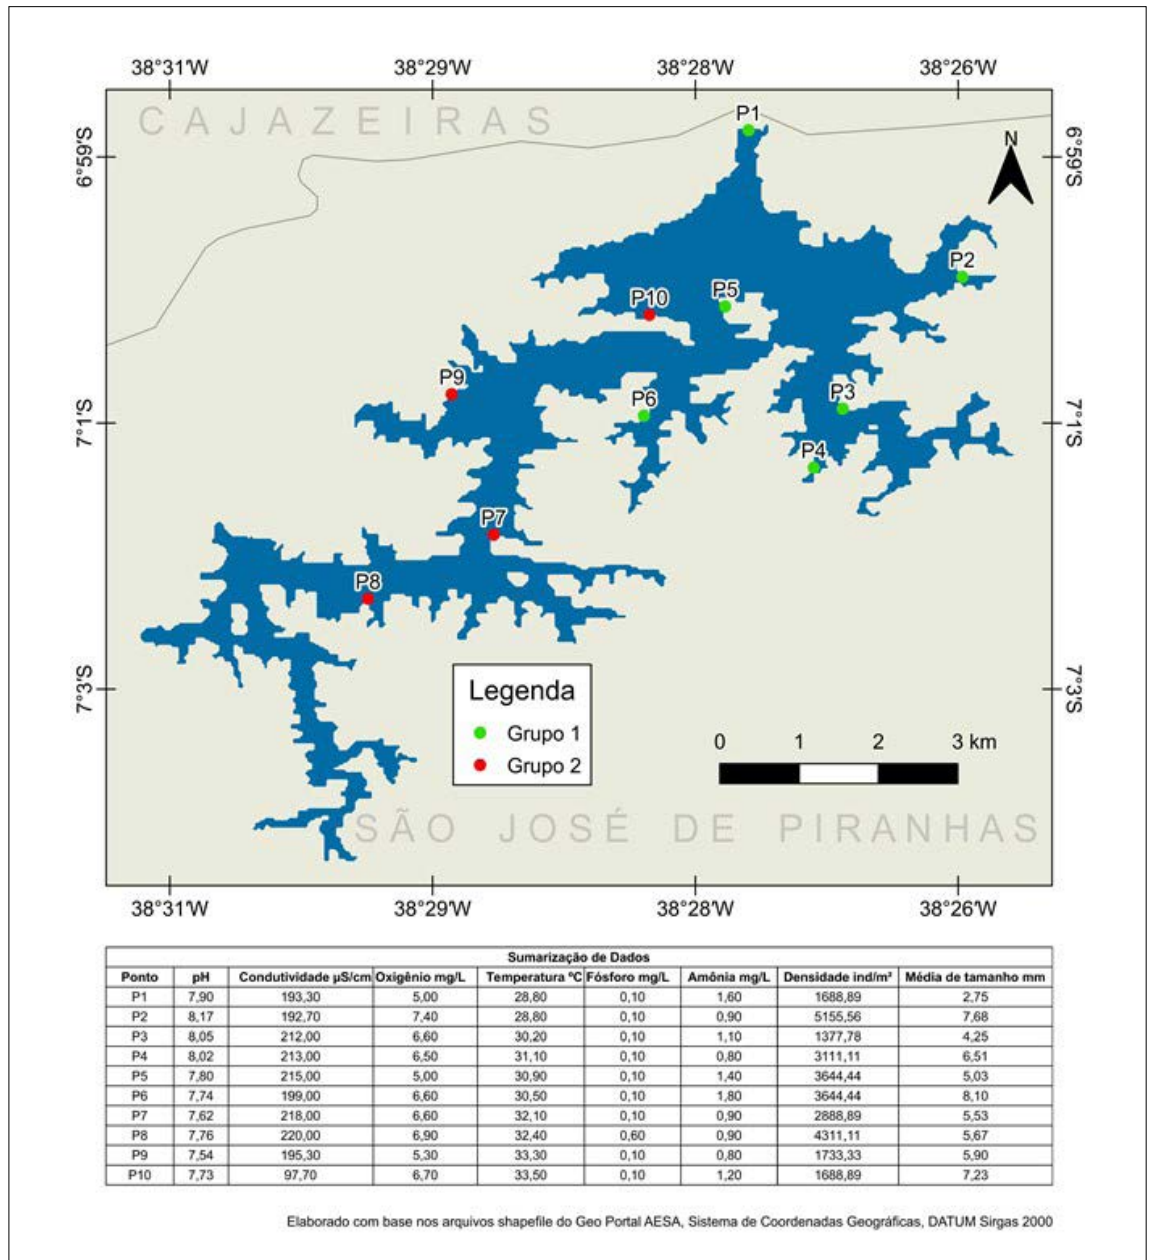 38°31'W 38°29'W 38°28'W 38°26'W
CAJAZEIRAS
P1
N
6°59'S 6°59'S
P2
P10 P5
P9
P6 P3
7°1'S 7°1'S
P4
P7
P8
Legenda
Grupo 1
Grupo 2
7°3'S 7°3'S
0 1 2 3 km
SÃO JOSÉ DE PIRANHAS
38°31'W 38°29'W 38°28'W 38°26'W
Sumarização de Dados
Ponto pH Condutividade µS/cm Oxigênio mg/L Temperatura ºC Fósforo mg/L Amônia mg/L Densidade ind/m² Média de tamanho mm
P1 7,90 193,30 5,00 28,80 0,10 1,60 1688,89 2,75
P2 8,17 192,70 7,40 28,80 0,10 0,90 5155,56 7,68
P3 8,05 212,00 6,60 30,20 0,10 1,10 1377,78 4,25
P4 8,02 213,00 6,50 31,10 0,10 0,80 3111,11 6,51
P5 7,80 215,00 5,00 30,90 0,10 1,40 3644,44 5,03
P6 7,74 199,00 6,60 30,50 0,10 1,80 3644,44 8,10
P7 7,62 218,00 6,60 32,10 0,10 0,90 2888,89 5,53
P8 7,76 220,00 6,90 32,40 0,60 0,90 4311,11 5,67
P9 7,54 195,30 5,30 33,30 0,10 0,80 1733,33 5,90
P10 7,73 97,70 6,70 33,50 0,10 1,20 1688,89 7,23
Elaborado com base nos arquivos shapefile do Geo Portal AESA, Sistema de Coordenadas Geográficas, DATUM Sirgas 2000